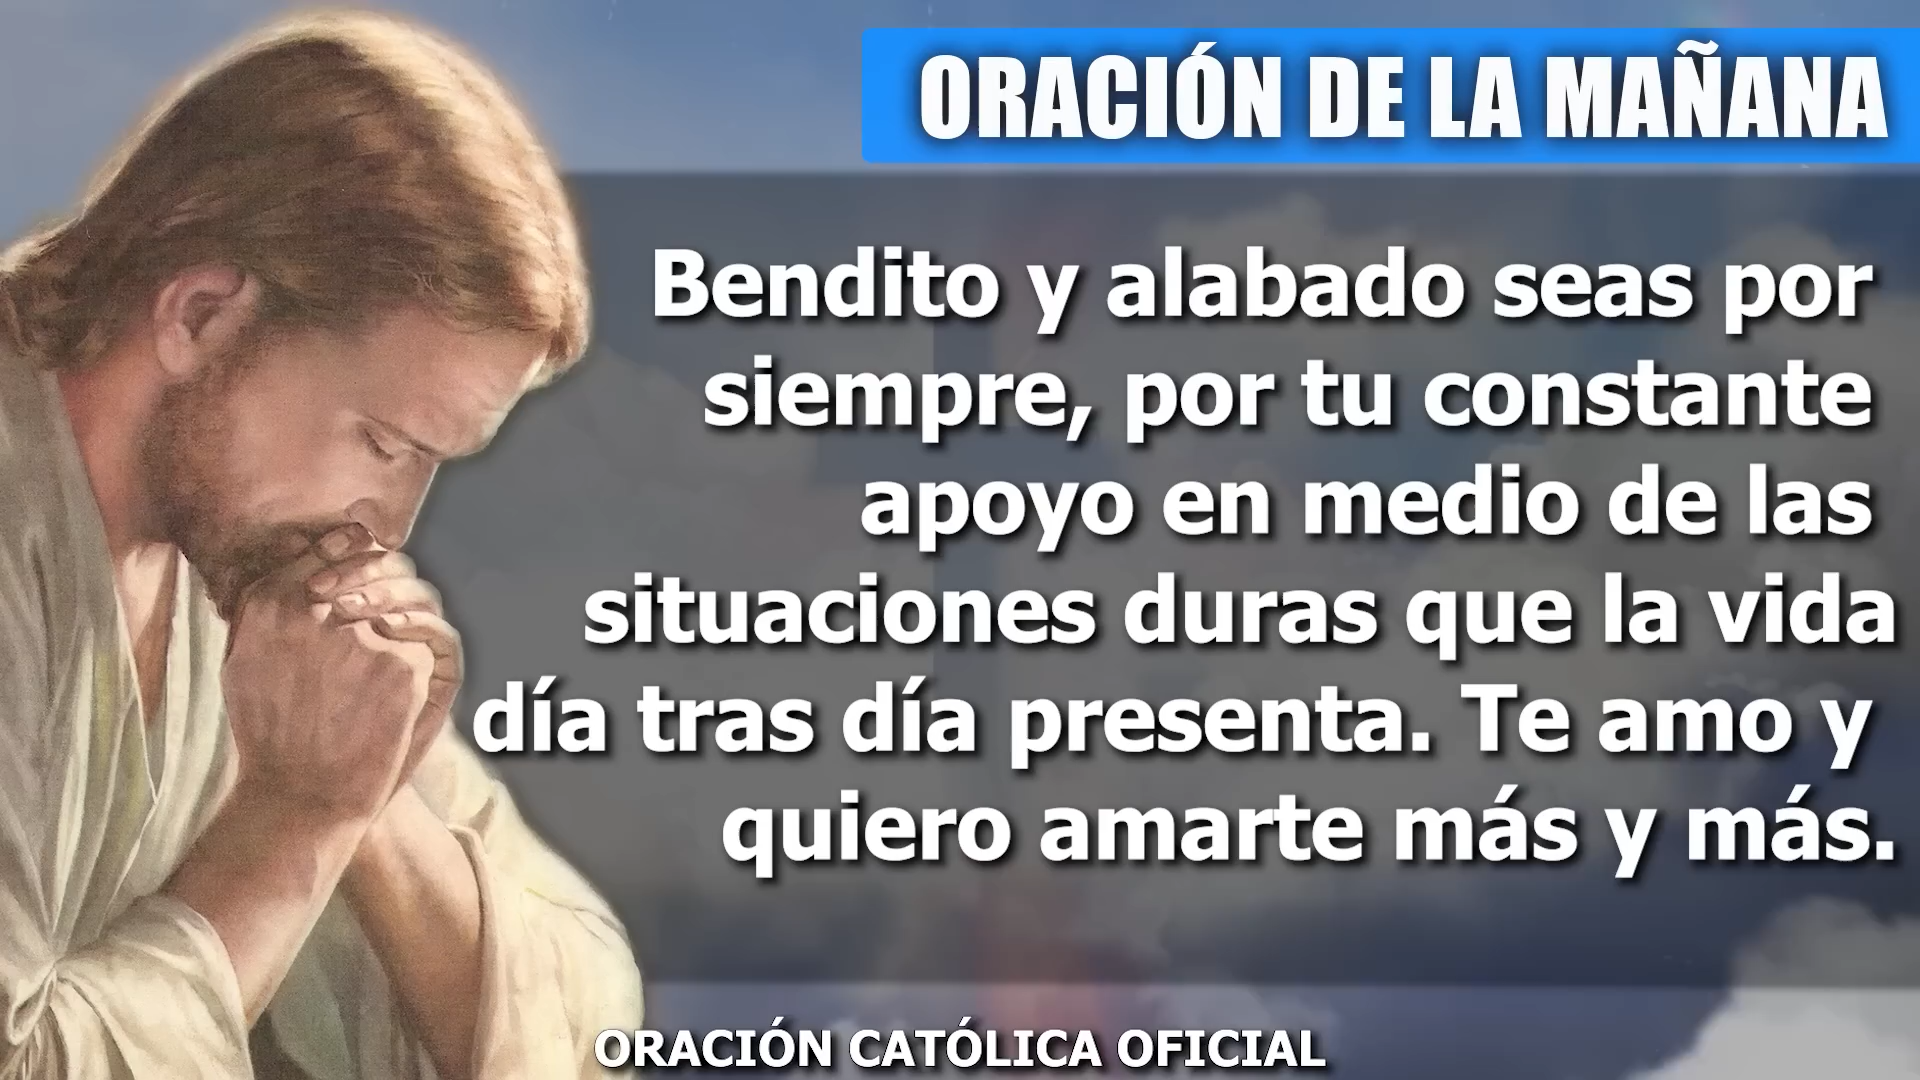 ORACIÓN DE LA MAÑANA
Bendito y alabado seas por
siempre, por tu constante
apoyo en medio de las
situaciones duras que la vida
día tras día presenta. Te amo y
quiero amarte más y más.
ORACIÓN CATÓLICA OFICIAL